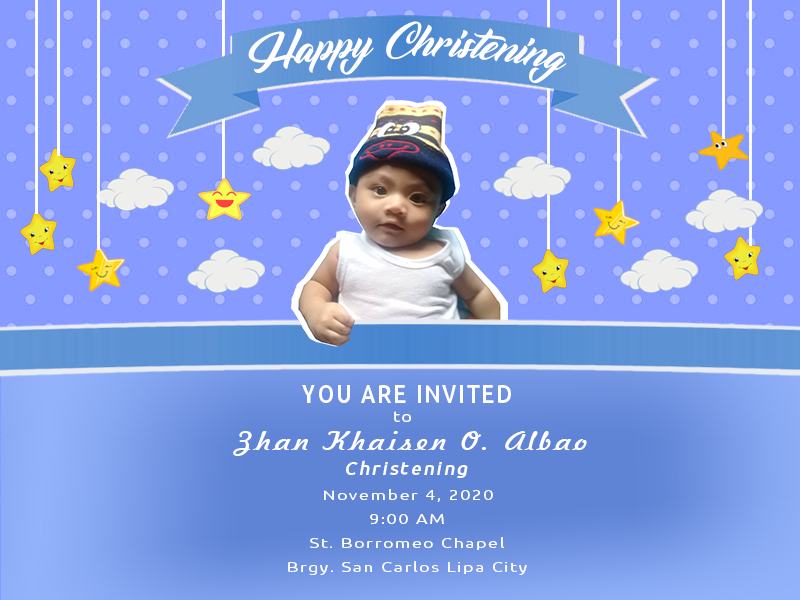 Happy Christening
YOU ARE INVITED
to
Zhan Khaisen O. Albao
Christening
November 4, 2020
9:00 AM
St. Borromeo Chapel
Brgy. San Carlos Lipa City